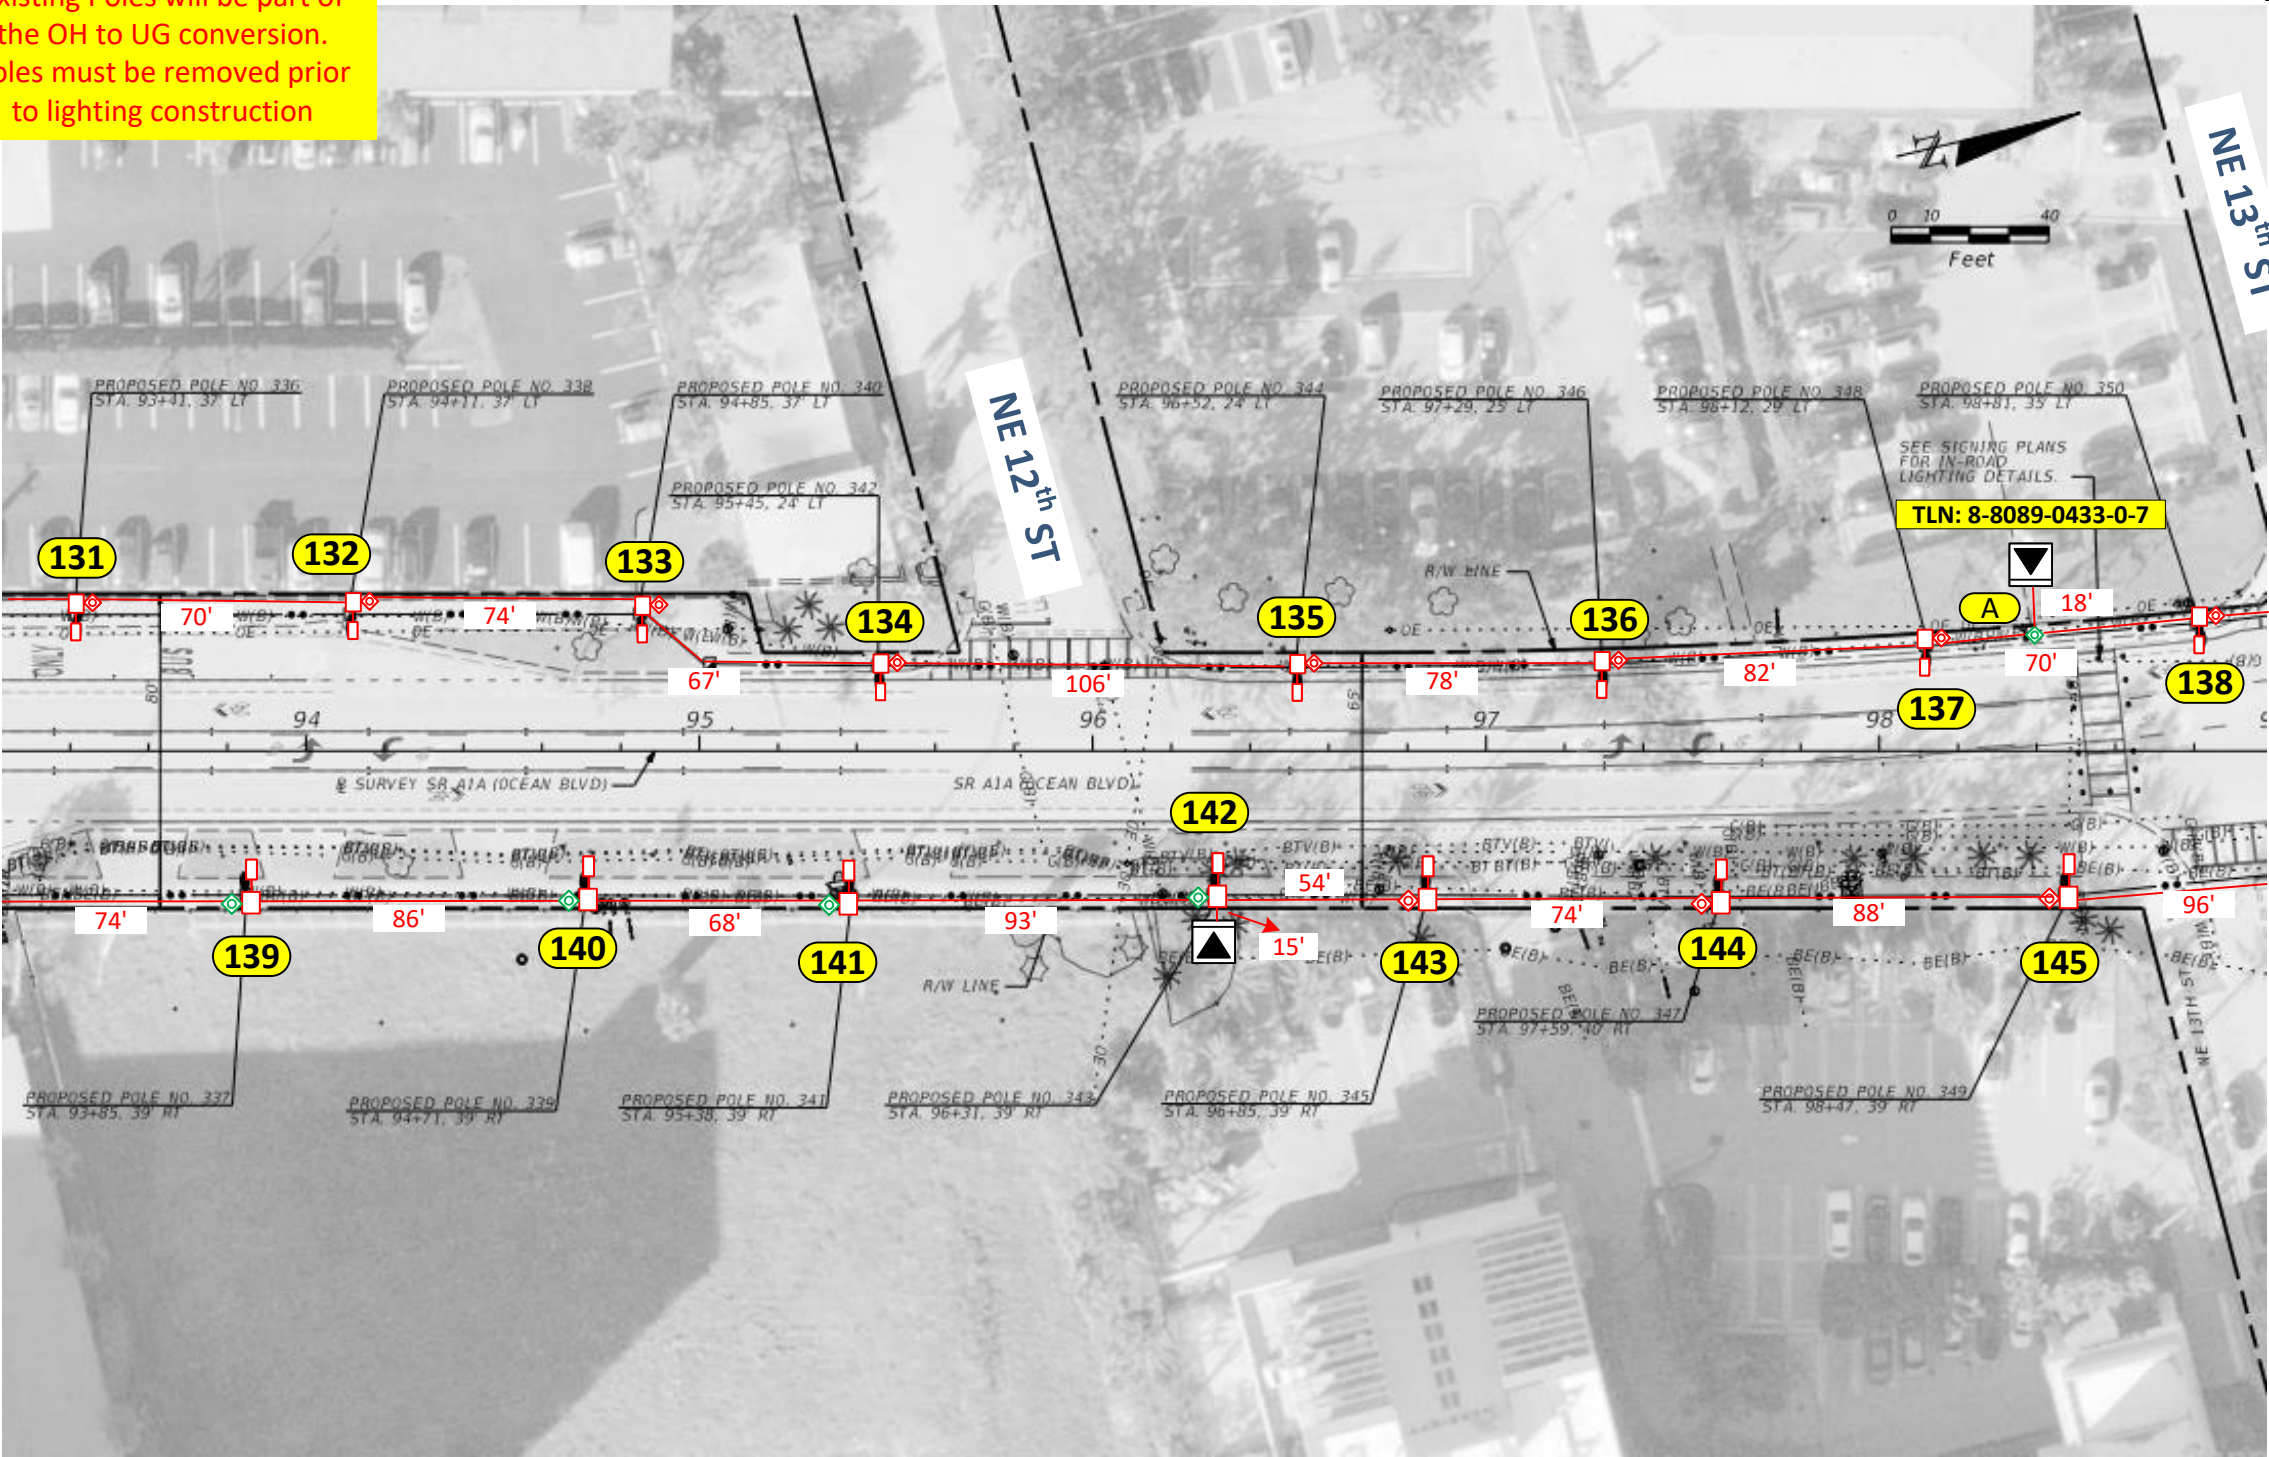 xisting Poles will be part of
the OH to UG conversion.
oles must be removed prior
to lighting construction
NE 13th ST
0 10 40
Feet
PROPOSED POLE NO. 336
STA. 93+41, 37' LT
PROPOSED POLE NO. 338
STA. 94+11, 37' LT
PROPOSED POLE NO. 340
STA. 94+85, 37' LT
PROPOSED POLE NO. 344
STA. 96+52, 24' LT
PROPOSED POLE NO. 346
STA. 97+29, 25' LT
PROPOSED POLE NO. 348
STA. 98+12, 29' LT
PROPOSED POLE NO. 350
STA. 98+81, 35' LT
NE 12th ST
SEE SIGNING PLANS
FOR IN-ROAD
LIGHTING DETAILS.
PROPOSED POLE NO. 342
STA. 95+45, 24' LT
TLN: 8-8089-0433-0-7
131
132
133
134
135
136
R/W LINE
A
18'
70'
74'
67'
106'
78'
82'
70'
137
138
ONLY
BUS
80
59
94
95
96
97
98
℄ SURVEY SR A1A (OCEAN BLVD)
SR A1A (OCEAN BLVD)
142
54'
74'
86'
68'
93'
15'
74'
88'
96'
139
140
141
143
144
145
R/W LINE
PROPOSED POLE NO. 347
STA. 97+59, 40' RT
NE 13TH ST
PROPOSED POLE NO. 337
STA. 93+85, 39' RT
PROPOSED POLE NO. 339
STA. 94+71, 39' RT
PROPOSED POLE NO. 341
STA. 95+38, 39' RT
PROPOSED POLE NO. 343
STA. 96+31, 39' RT
PROPOSED POLE NO. 345
STA. 96+85, 39' RT
PROPOSED POLE NO. 349
STA. 98+47, 39' RT